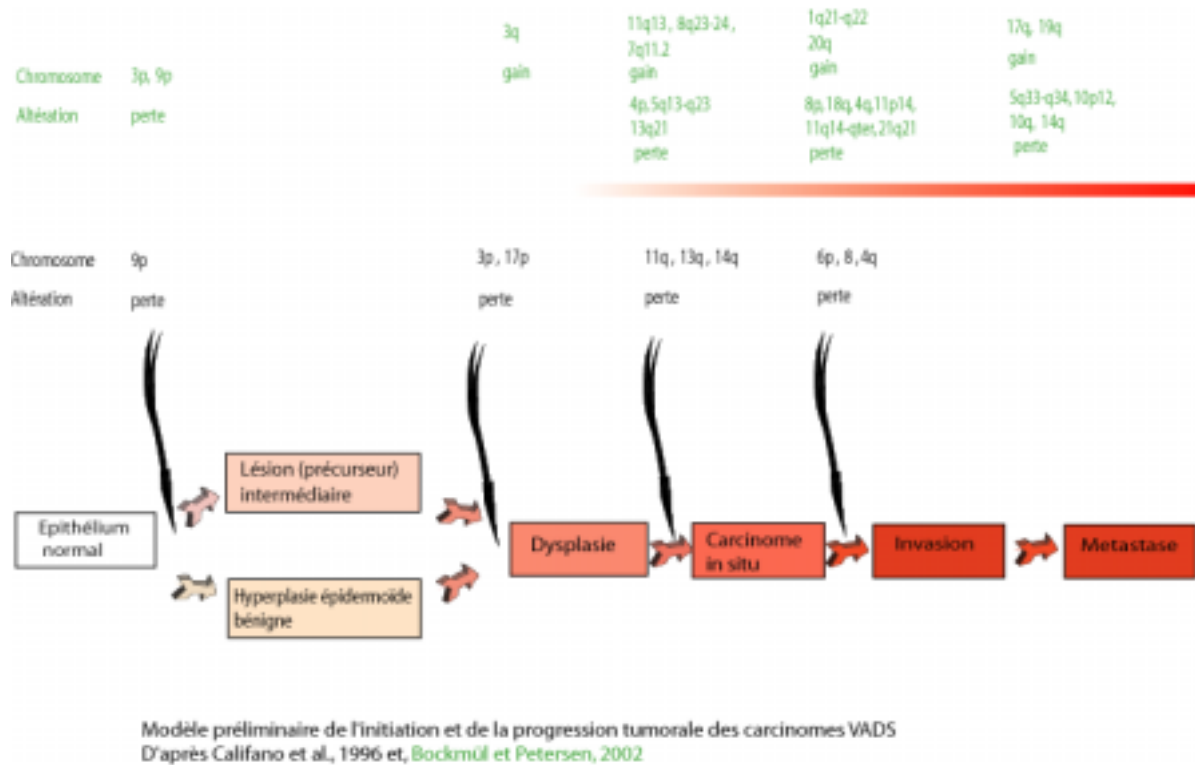 3q
11q13, 8q23-24,
7q11.2
gain
1q21-q22
20q
gain
17q, 19q
gain
Chromosome 3p, 9p
gain
Altération perte
4p, 5q13-q23
13q21
perte
8p, 18q, 4q, 11p14,
11q14-qter, 21q21
perte
5q33-q34, 10p12,
10q, 14q
perte
Chromosome 9p 3p, 17p 11q, 13q, 14q 6p, 8, 4q
Altération perte perte perte perte
Lésion (précurseur)
intermédiaire
Epithélium
normal
Dysplasie
Carcinome
in situ
Invasion
Metastase
Hyperplasie épidermoïde
bénigne
Modèle préliminaire de l'initiation et de la progression tumorale des carcinomes VADS
D'après Califano et al., 1996 et, Bockmül et Petersen, 2002